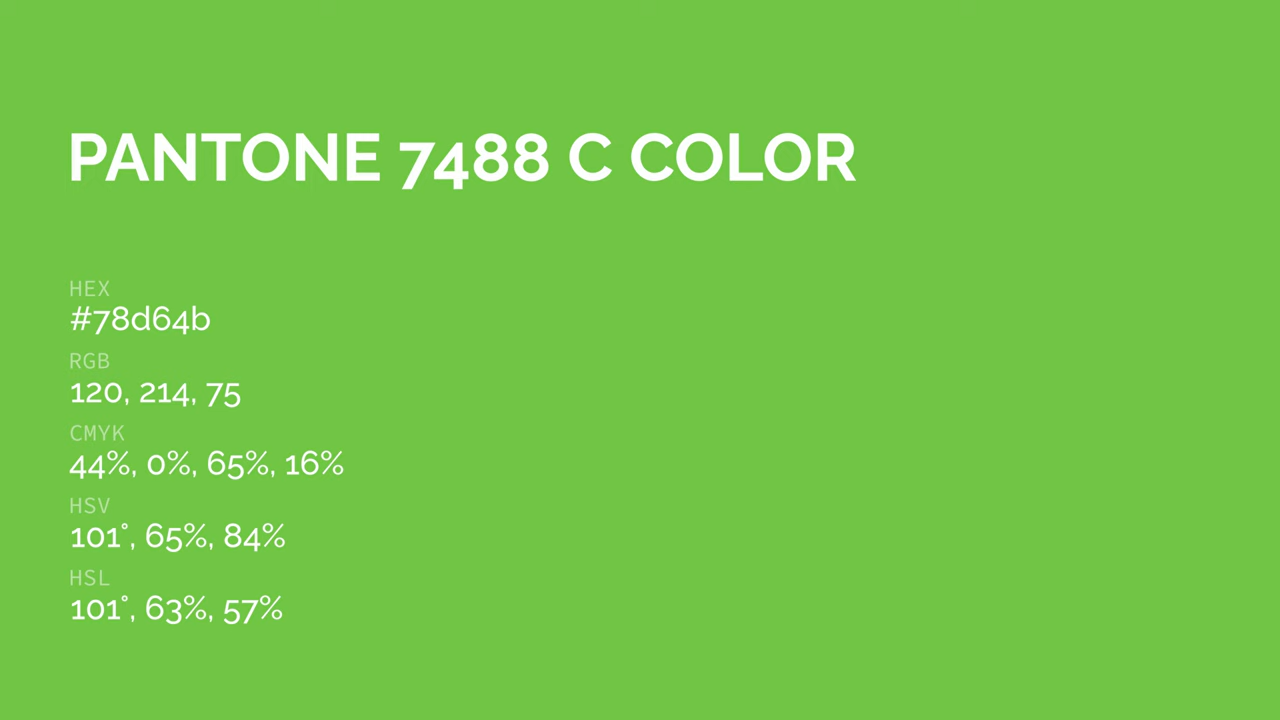 PANTONE 7488 C COLOR
HEX
#78d64b
RGB
120, 214, 75
CMYK
44%, 0%, 65%, 16%
HSV
101°, 65%, 84%
HSL
101°, 63%, 57%